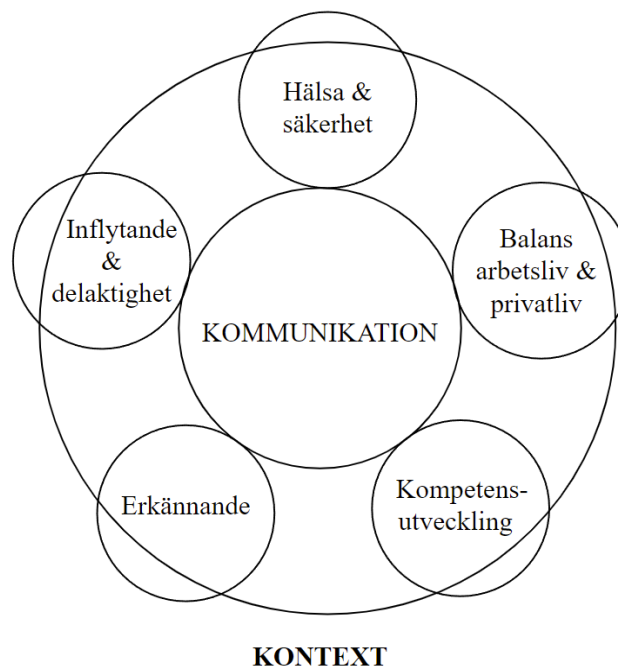 Hälsa &
säkerhet
Inflytande
&
delaktighet
Balans
arbetsliv &
privatliv
KOMMUNIKATION
Erkännande
Kompetens-
utveckling
KONTEXT